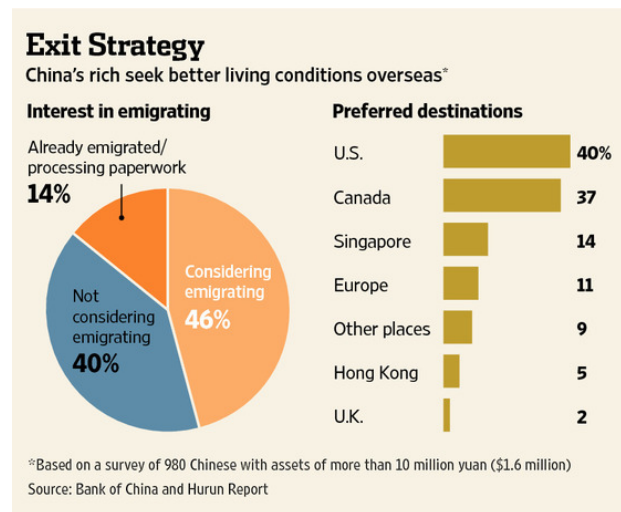 Exit Strategy
China's rich seek better living conditions overseas*
Interest in emigrating
Already emigrated/
processing paperwork
14%
Considering
emigrating
46%
Not
considering
emigrating
40%
Preferred destinations
U.S. 40%
Canada 37
Singapore 14
Europe 11
Other places 9
Hong Kong 5
U.K. 2
*Based on a survey of 980 Chinese with assets of more than 10 million yuan ($1.6 million)
Source: Bank of China and Hurun Report